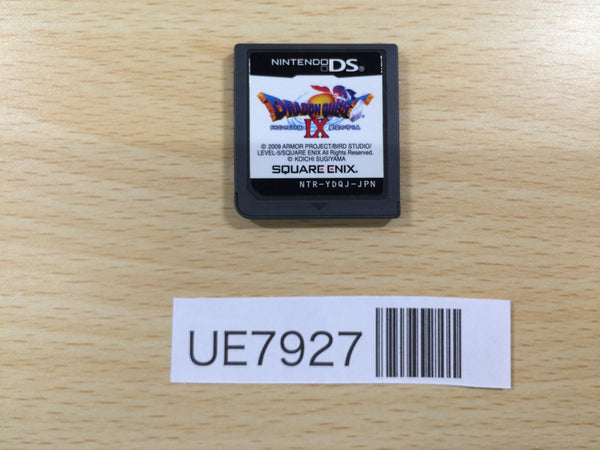 NINTENDO DS®
DRAGON QUEST
IX
© 2009 ARMOR PROJECT/BIRD STUDIO/
LEVEL-5/SQUARE ENIX All Rights Reserved.
© KOICHI SUGIYAMA
SQUARE ENIX.
NTR-YDQJ-JPN
UE7927